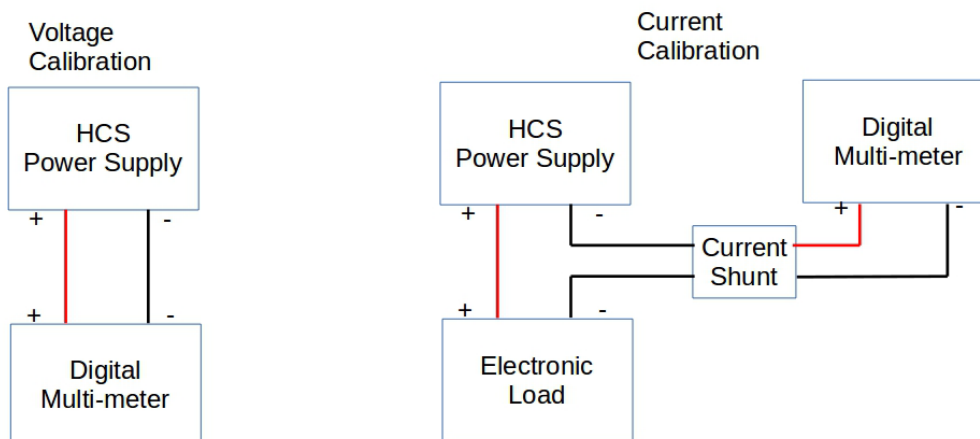 Voltage
Calibration
HCS
Power Supply
+ -
+ -
Digital
Multi-meter
Current
Calibration
HCS
Power Supply
+ -
Digital
Multi-meter
+ -
Current
Shunt
+ -
Electronic
Load